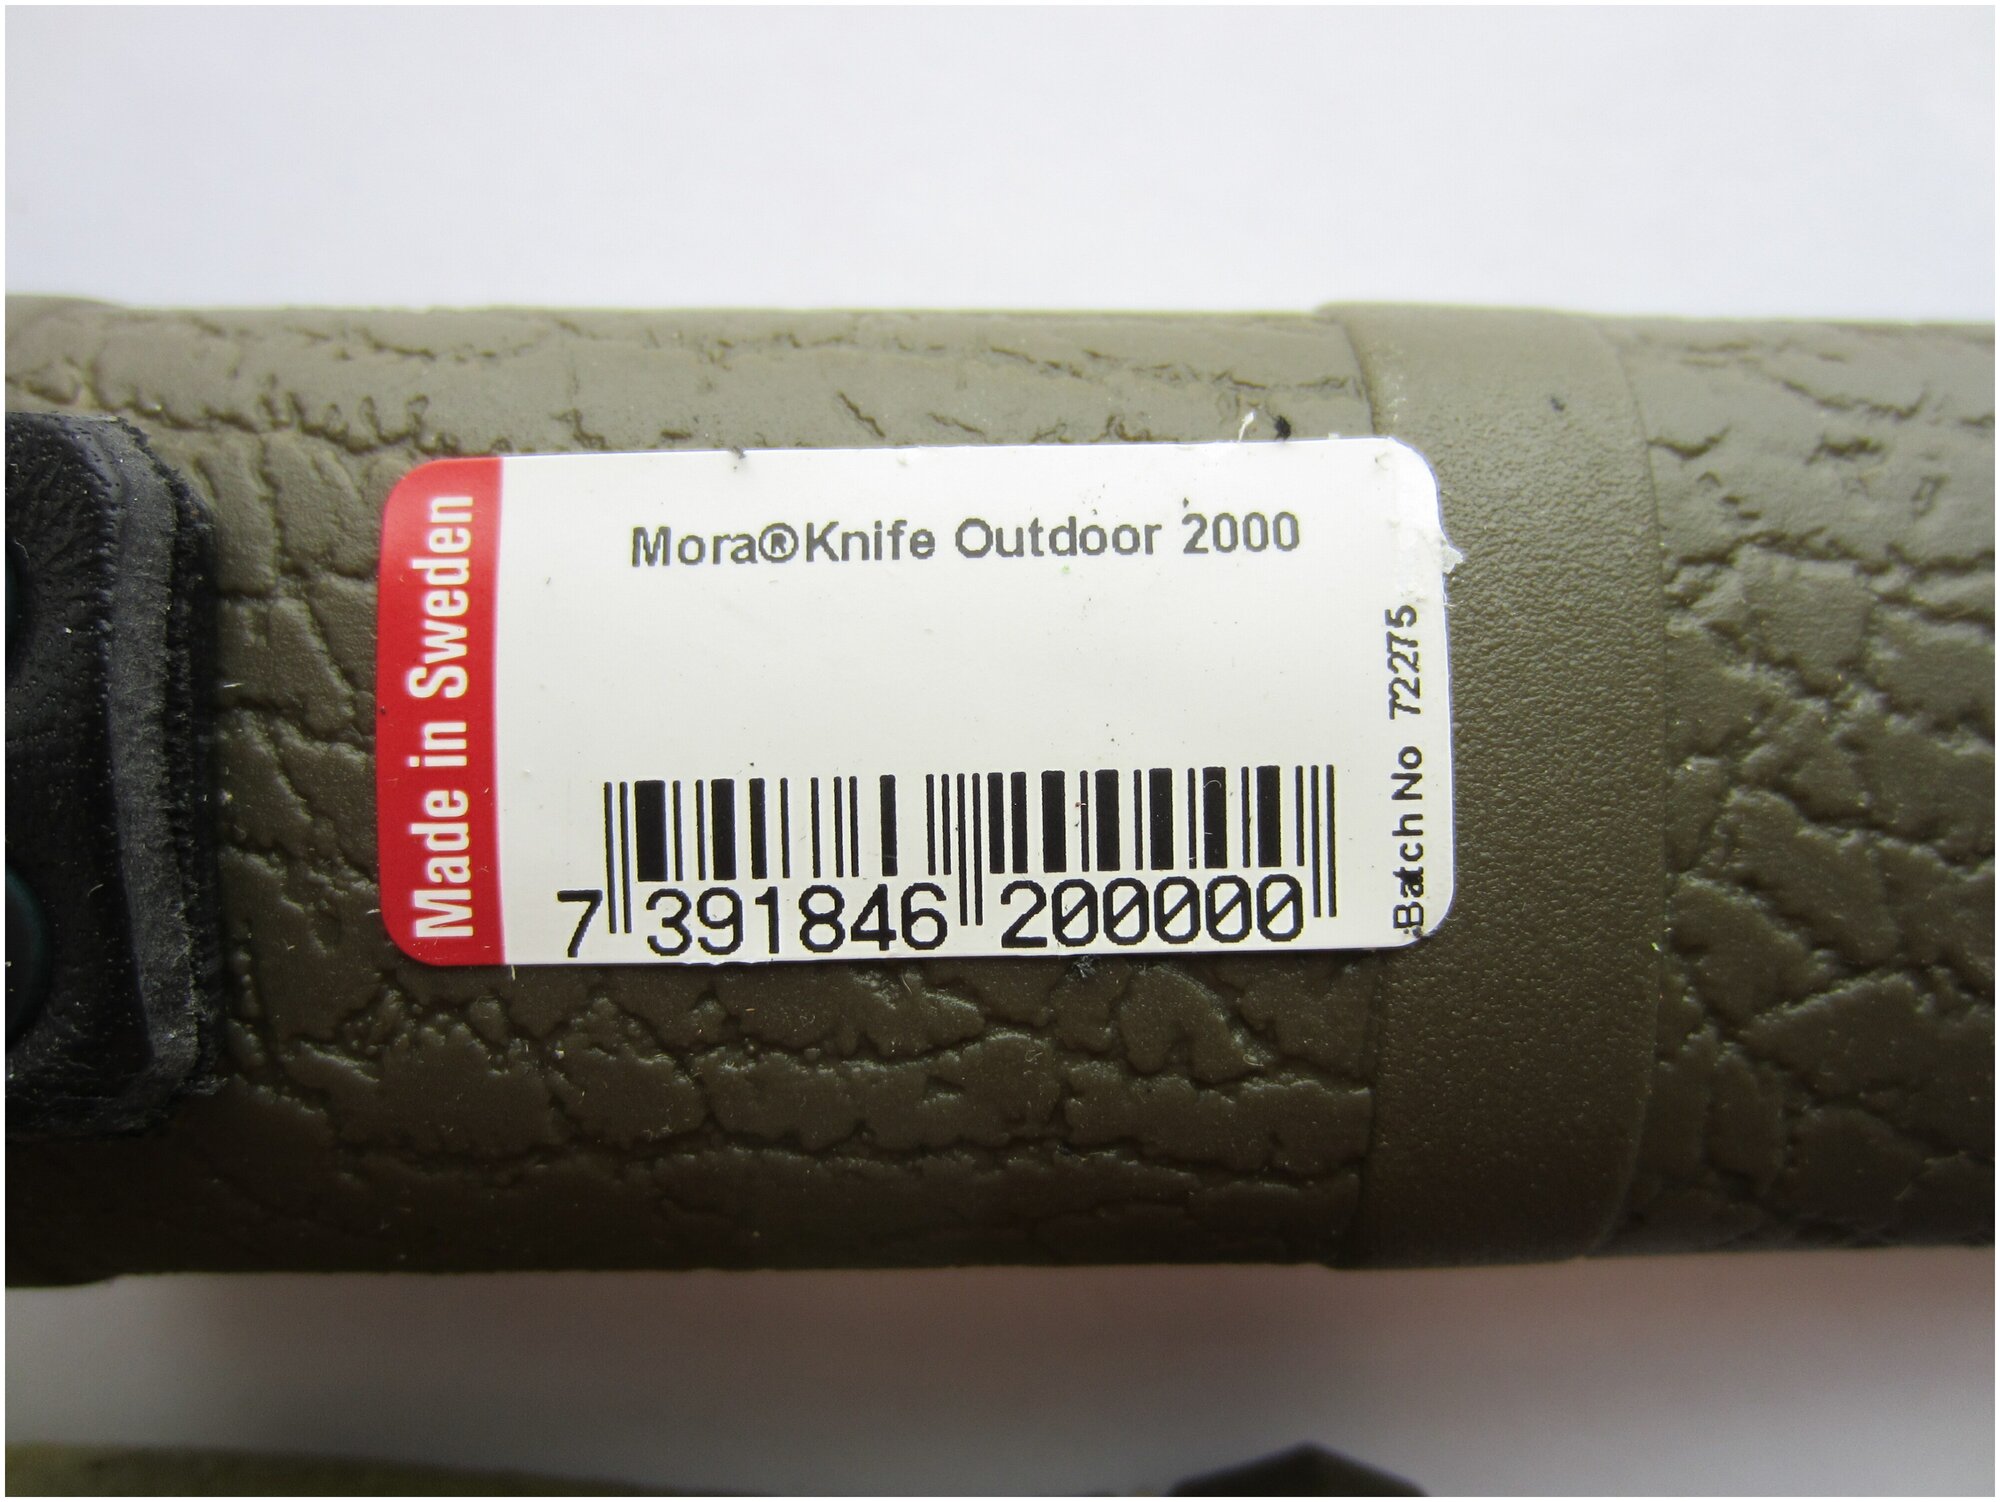 Made in Sweden
Mora®Knife Outdoor 2000
7 391846 200000
Batch No 72275